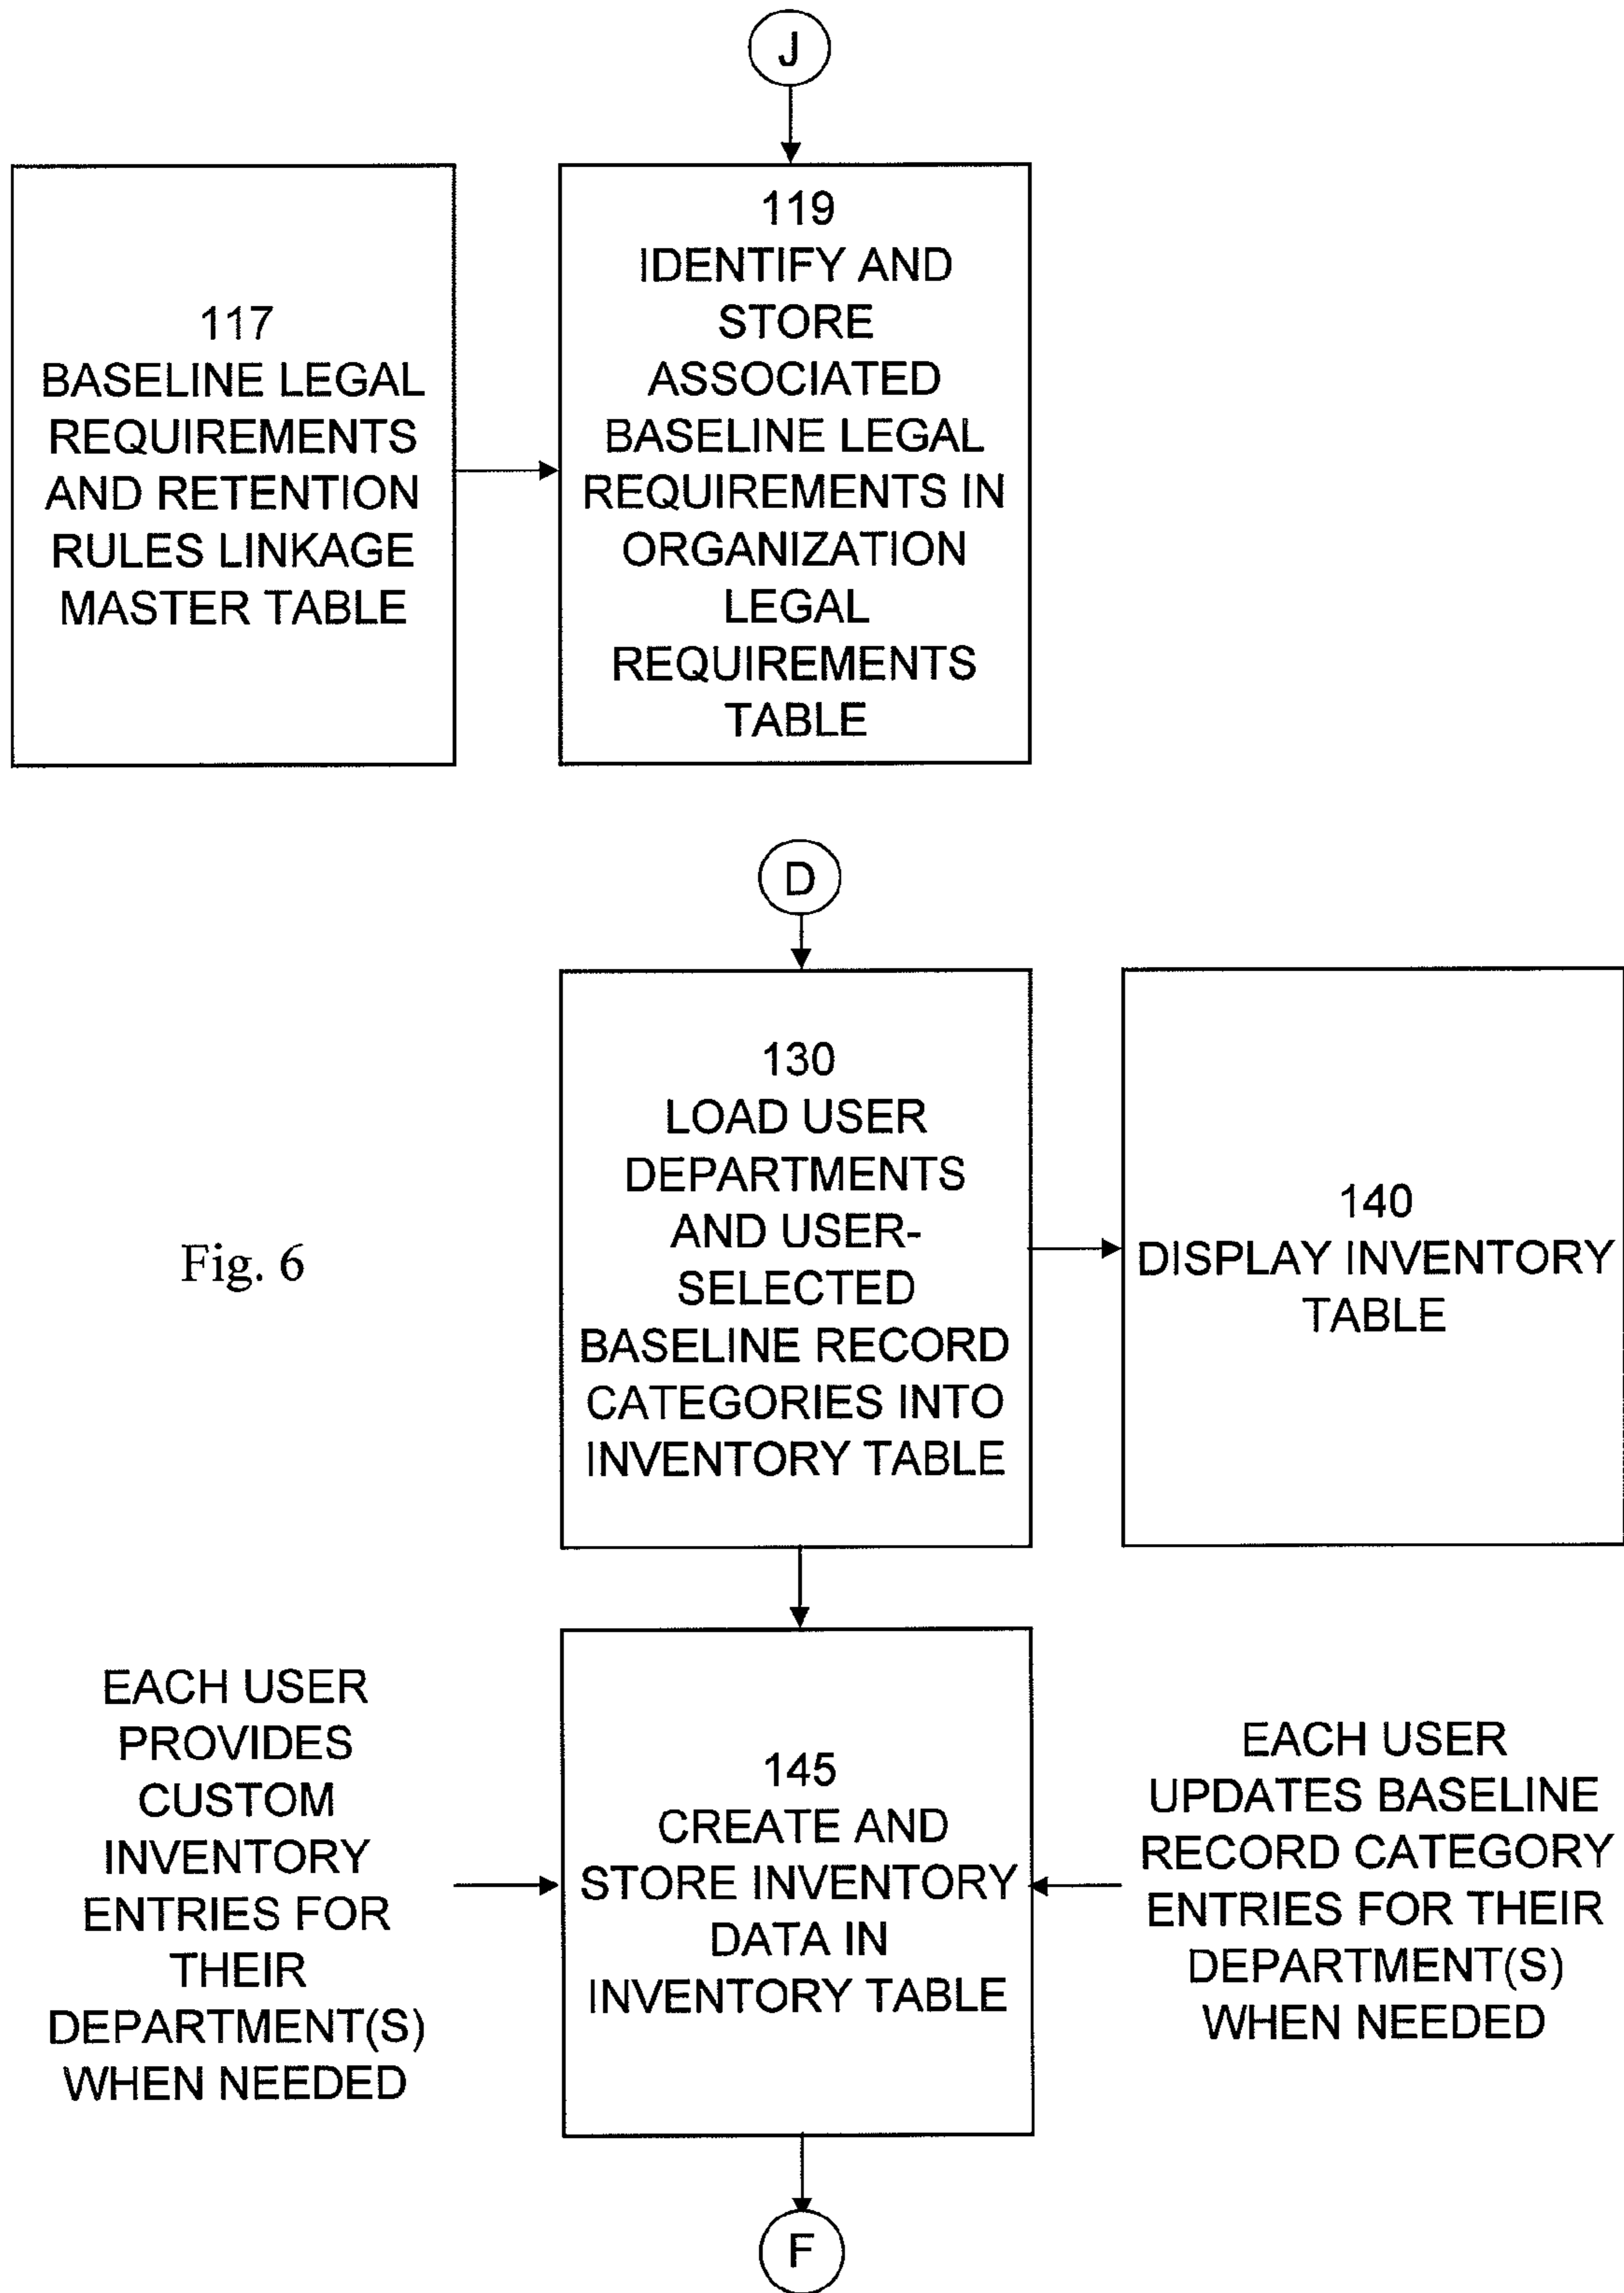 J
117
BASELINE LEGAL
REQUIREMENTS
AND RETENTION
RULES LINKAGE
MASTER TABLE
119
IDENTIFY AND
STORE
ASSOCIATED
BASELINE LEGAL
REQUIREMENTS IN
ORGANIZATION
LEGAL
REQUIREMENTS
TABLE
D
130
LOAD USER
DEPARTMENTS
AND USER-
SELECTED
BASELINE RECORD
CATEGORIES INTO
INVENTORY TABLE
140
DISPLAY INVENTORY
TABLE
Fig. 6
EACH USER
PROVIDES
CUSTOM
INVENTORY
ENTRIES FOR
THEIR
DEPARTMENT(S)
WHEN NEEDED
145
CREATE AND
STORE INVENTORY
DATA IN
INVENTORY TABLE
EACH USER
UPDATES BASELINE
RECORD CATEGORY
ENTRIES FOR THEIR
DEPARTMENT(S)
WHEN NEEDED
F